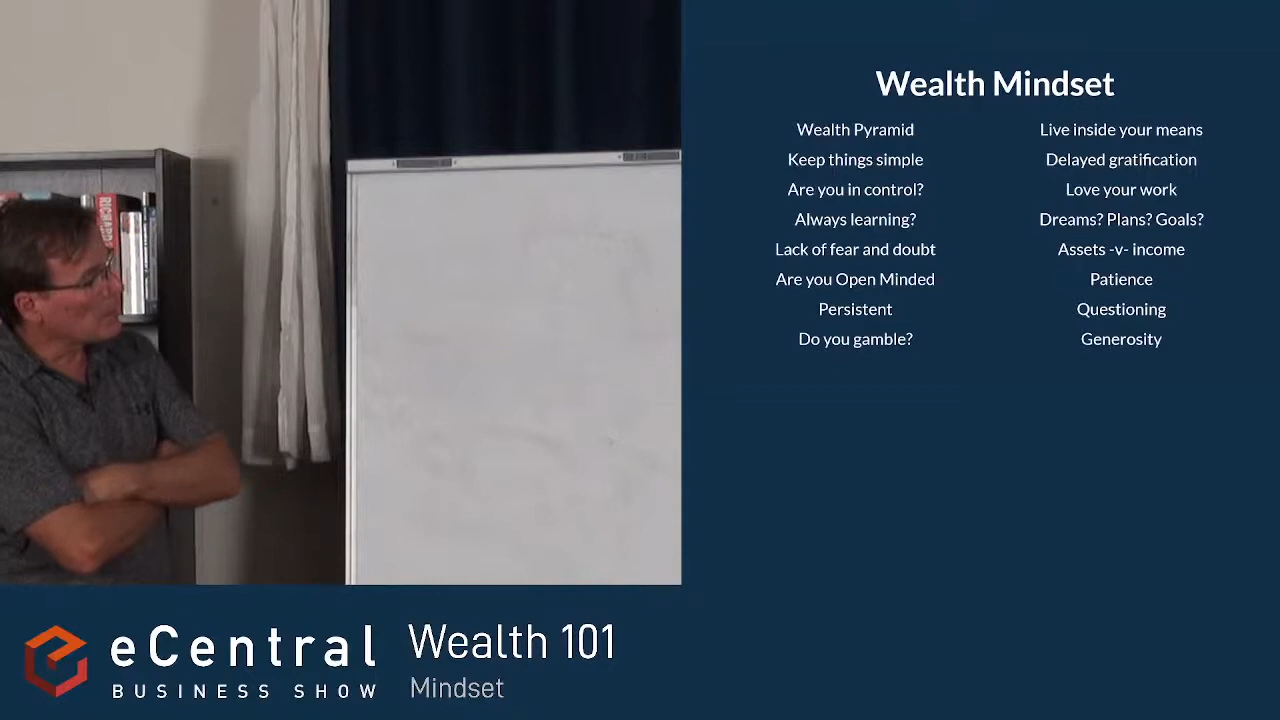 Wealth Mindset
Wealth Pyramid
Keep things simple
Are you in control?
Always learning?
Lack of fear and doubt
Are you Open Minded
Persistent
Do you gamble?
Live inside your means
Delayed gratification
Love your work
Dreams? Plans? Goals?
Assets -v- income
Patience
Questioning
Generosity
RICHARD
eCentral
BUSINESS SHOW
Wealth 101
Mindset